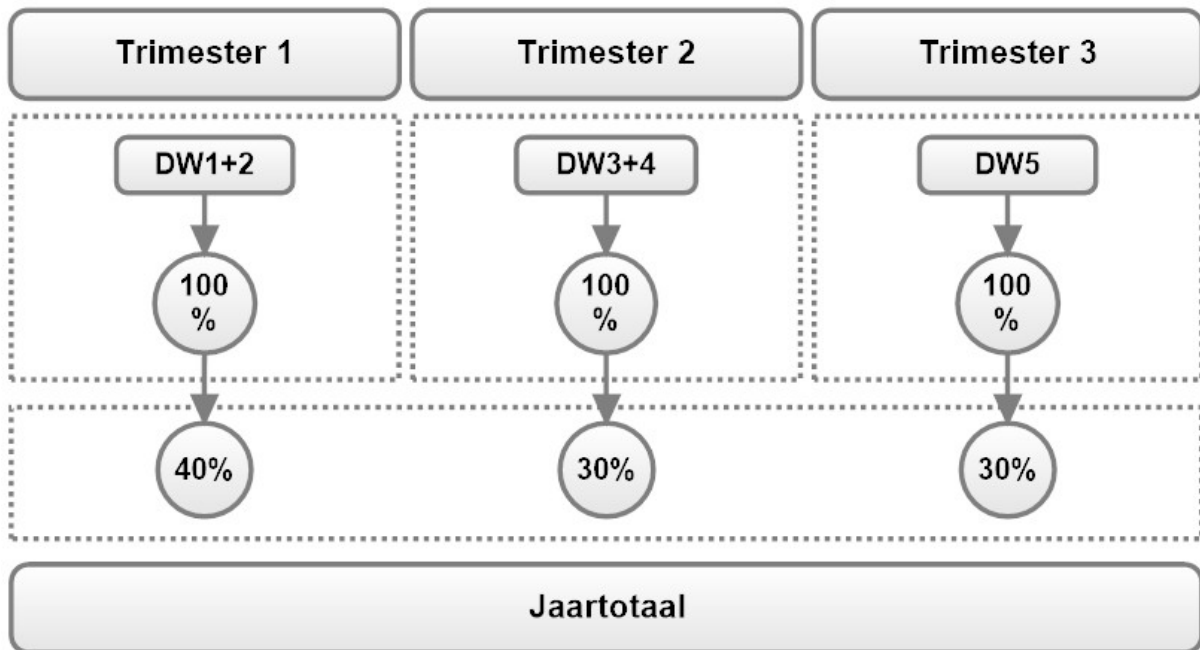 Trimester 1
Trimester 2
Trimester 3
DW1+2
DW3+4
DW5
100
%
100
%
100
%
40%
30%
30%
Jaartotaal